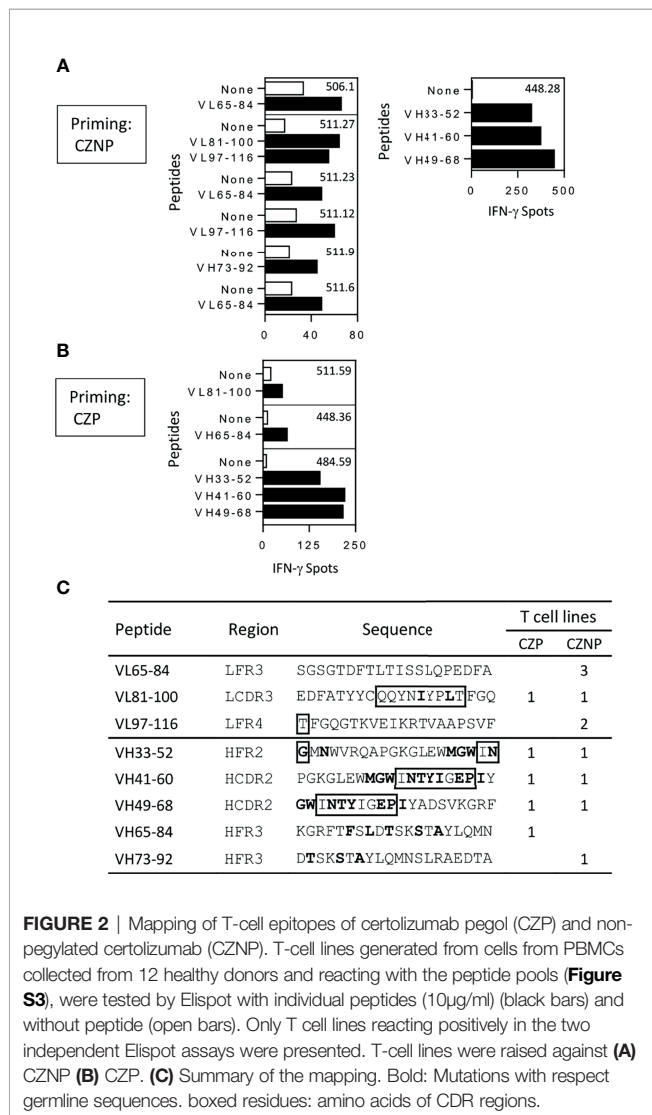 A
Priming:
CZNP
Peptides
None 506.1
VL65-84
None 511.27
VL81-100
VL97-116
None 511.23
VL65-84
None 511.12
VL97-116
None 511.9
VH73-92
None 511.6
VL65-84
0 40 80
Peptides
None 448.28
VH33-52
VH41-60
VH49-68
0 250 500
IFN-γ Spots
B
Priming:
CZP
Peptides
None 511.59
VL81-100
None 448.36
VH65-84
None 484.59
VH33-52
VH41-60
VH49-68
0 125 250
IFN-γ Spots
C
T cell lines
Peptide Region Sequence CZP CZNP
VL65-84 LFR3 SGSGTDFTLTISSLQPEDFA 3
VL81-100 LCDR3 EDFATYYCQQYNIYPLTFGQ 1 1
VL97-116 LFR4 TFGQGTKVEIKRTVAAPSVF 2
VH33-52 HFR2 GMNWVRQAPGKGLEWMGWIN 1 1
VH41-60 HCDR2 PGKGLEWMGWINTYIGEPIY 1 1
VH49-68 HCDR2 GWINTYIGEPIYADSVKGRF 1 1
VH65-84 HFR3 KGRFTFSLDTSKSTAYLQMN 1
VH73-92 HFR3 DTSKSTAYLQMNSLRAEDTA 1
FIGURE 2 | Mapping of T-cell epitopes of certolizumab pegol (CZP) and non-
pegylated certolizumab (CZNP). T-cell lines generated from cells from PBMCs
collected from 12 healthy donors and reacting with the peptide pools (Figure
S3), were tested by Elispot with individual peptides (10μg/ml) (black bars) and
without peptide (open bars). Only T cell lines reacting positively in the two
independent Elispot assays were presented. T-cell lines were raised against (A)
CZNP (B) CZP. (C) Summary of the mapping. Bold: Mutations with respect
germline sequences. boxed residues: amino acids of CDR regions.